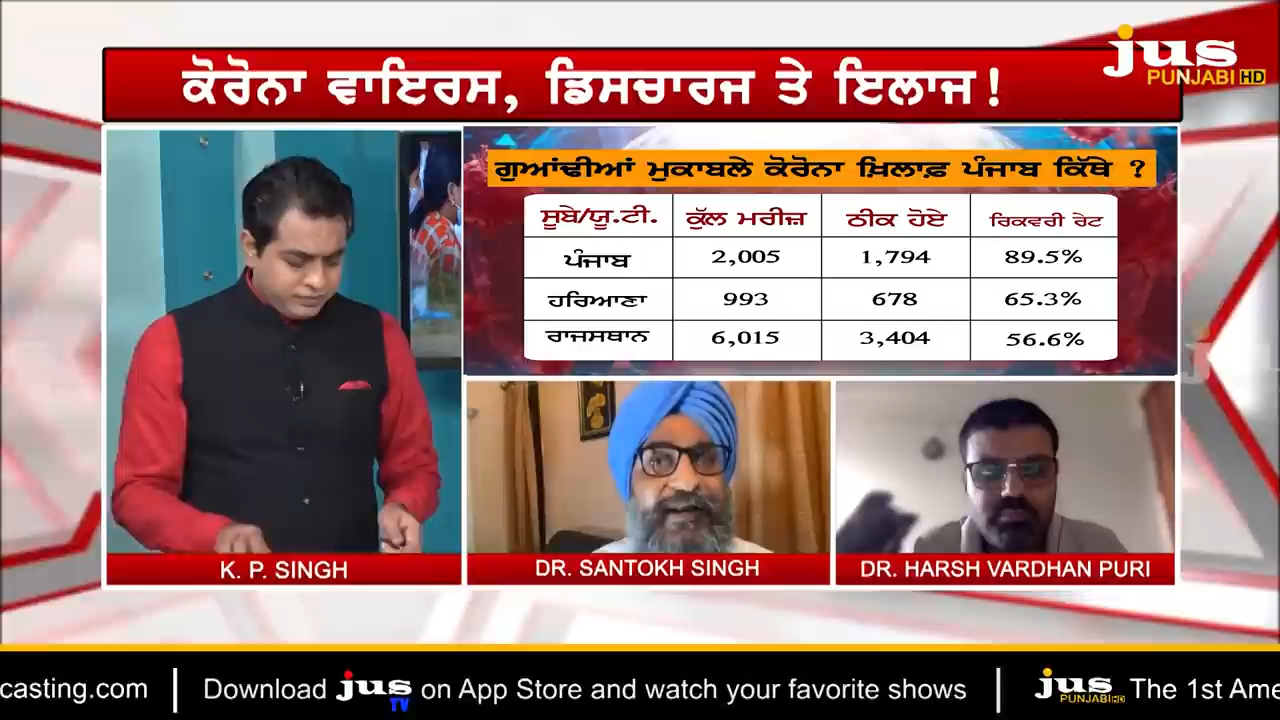 ਕੋਰੋਨਾ ਵਾਇਰਸ, ਡਿਸਚਾਰਜ ਤੇ ਇਲਾਜ!
jus
PUNJABI HD
ਗੁਆਂਢੀਆਂ ਮੁਕਾਬਲੇ ਕੋਰੋਨਾ ਖ਼ਿਲਾਫ਼ ਪੰਜਾਬ ਕਿੱਥੇ ?
ਸੂਬੇ/ਯੂ.ਟੀ. ਕੁੱਲ ਮਰੀਜ਼ ਠੀਕ ਹੋਏ ਰਿਕਵਰੀ ਰੇਟ
ਪੰਜਾਬ 2,005 1,794 89.5%
ਹਰਿਆਣਾ 993 678 65.3%
ਰਾਜਸਥਾਨ 6,015 3,404 56.6%
K. P. SINGH
DR. SANTOKH SINGH
DR. HARSH VARDHAN PURI
casting.com | Download jus TV on App Store and watch your favorite shows | jus PUNJABI HD The 1st Ame